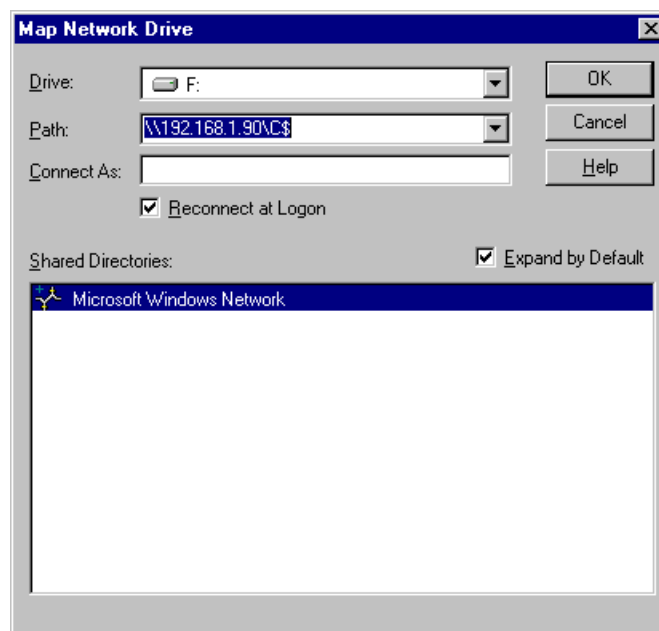 Map Network Drive
Drive: F: OK
Path: \\192.168.1.90\C$ Cancel
Connect As: Help
Reconnect at Logon
Shared Directories: Expand by Default
Microsoft Windows Network